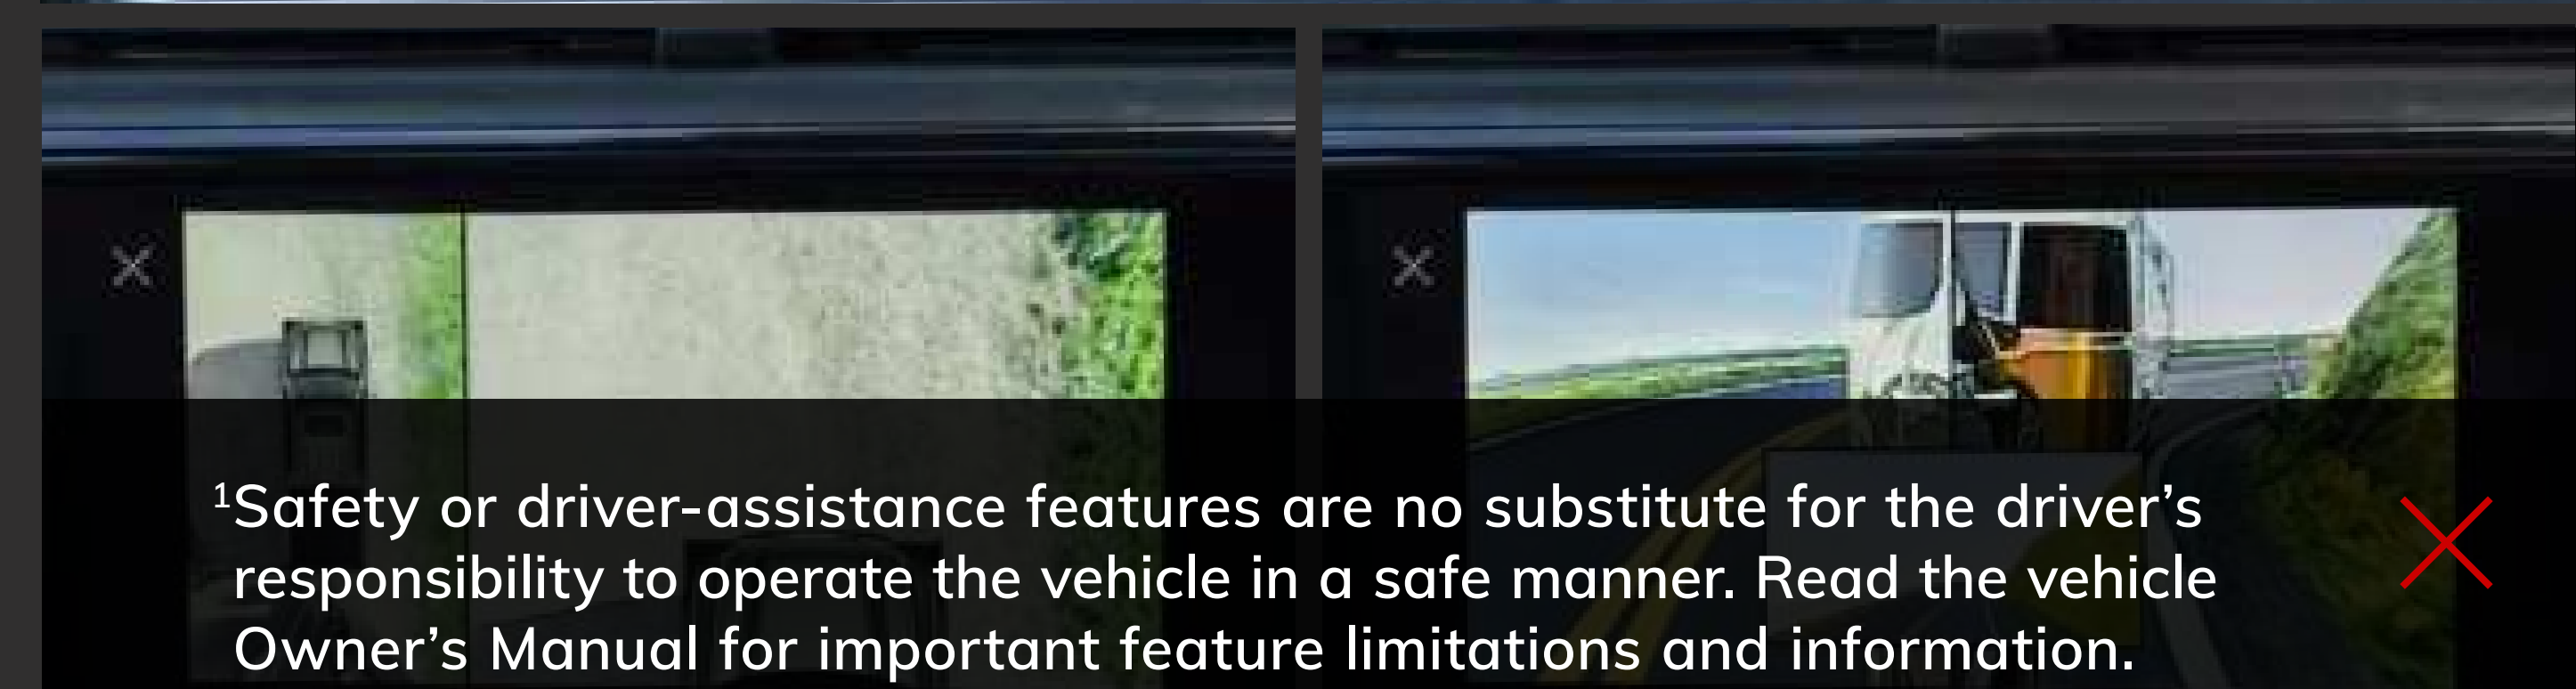 ¹Safety or driver-assistance features are no substitute for the driver’s
responsibility to operate the vehicle in a safe manner. Read the vehicle
Owner’s Manual for important feature limitations and information.